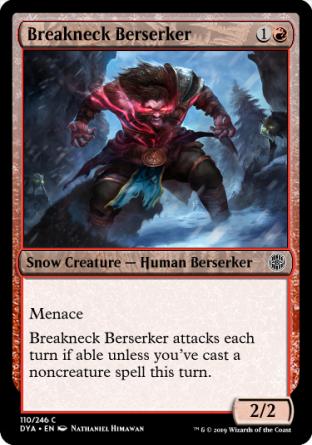 Breakneck Berserker 1
Snow Creature — Human Berserker
Menace
Breakneck Berserker attacks each
turn if able unless you've cast a
noncreature spell this turn.
2/2
110/246 C
DYA • EN Nathaniel Himawan
™ & © 2019 Wizards of the Coast